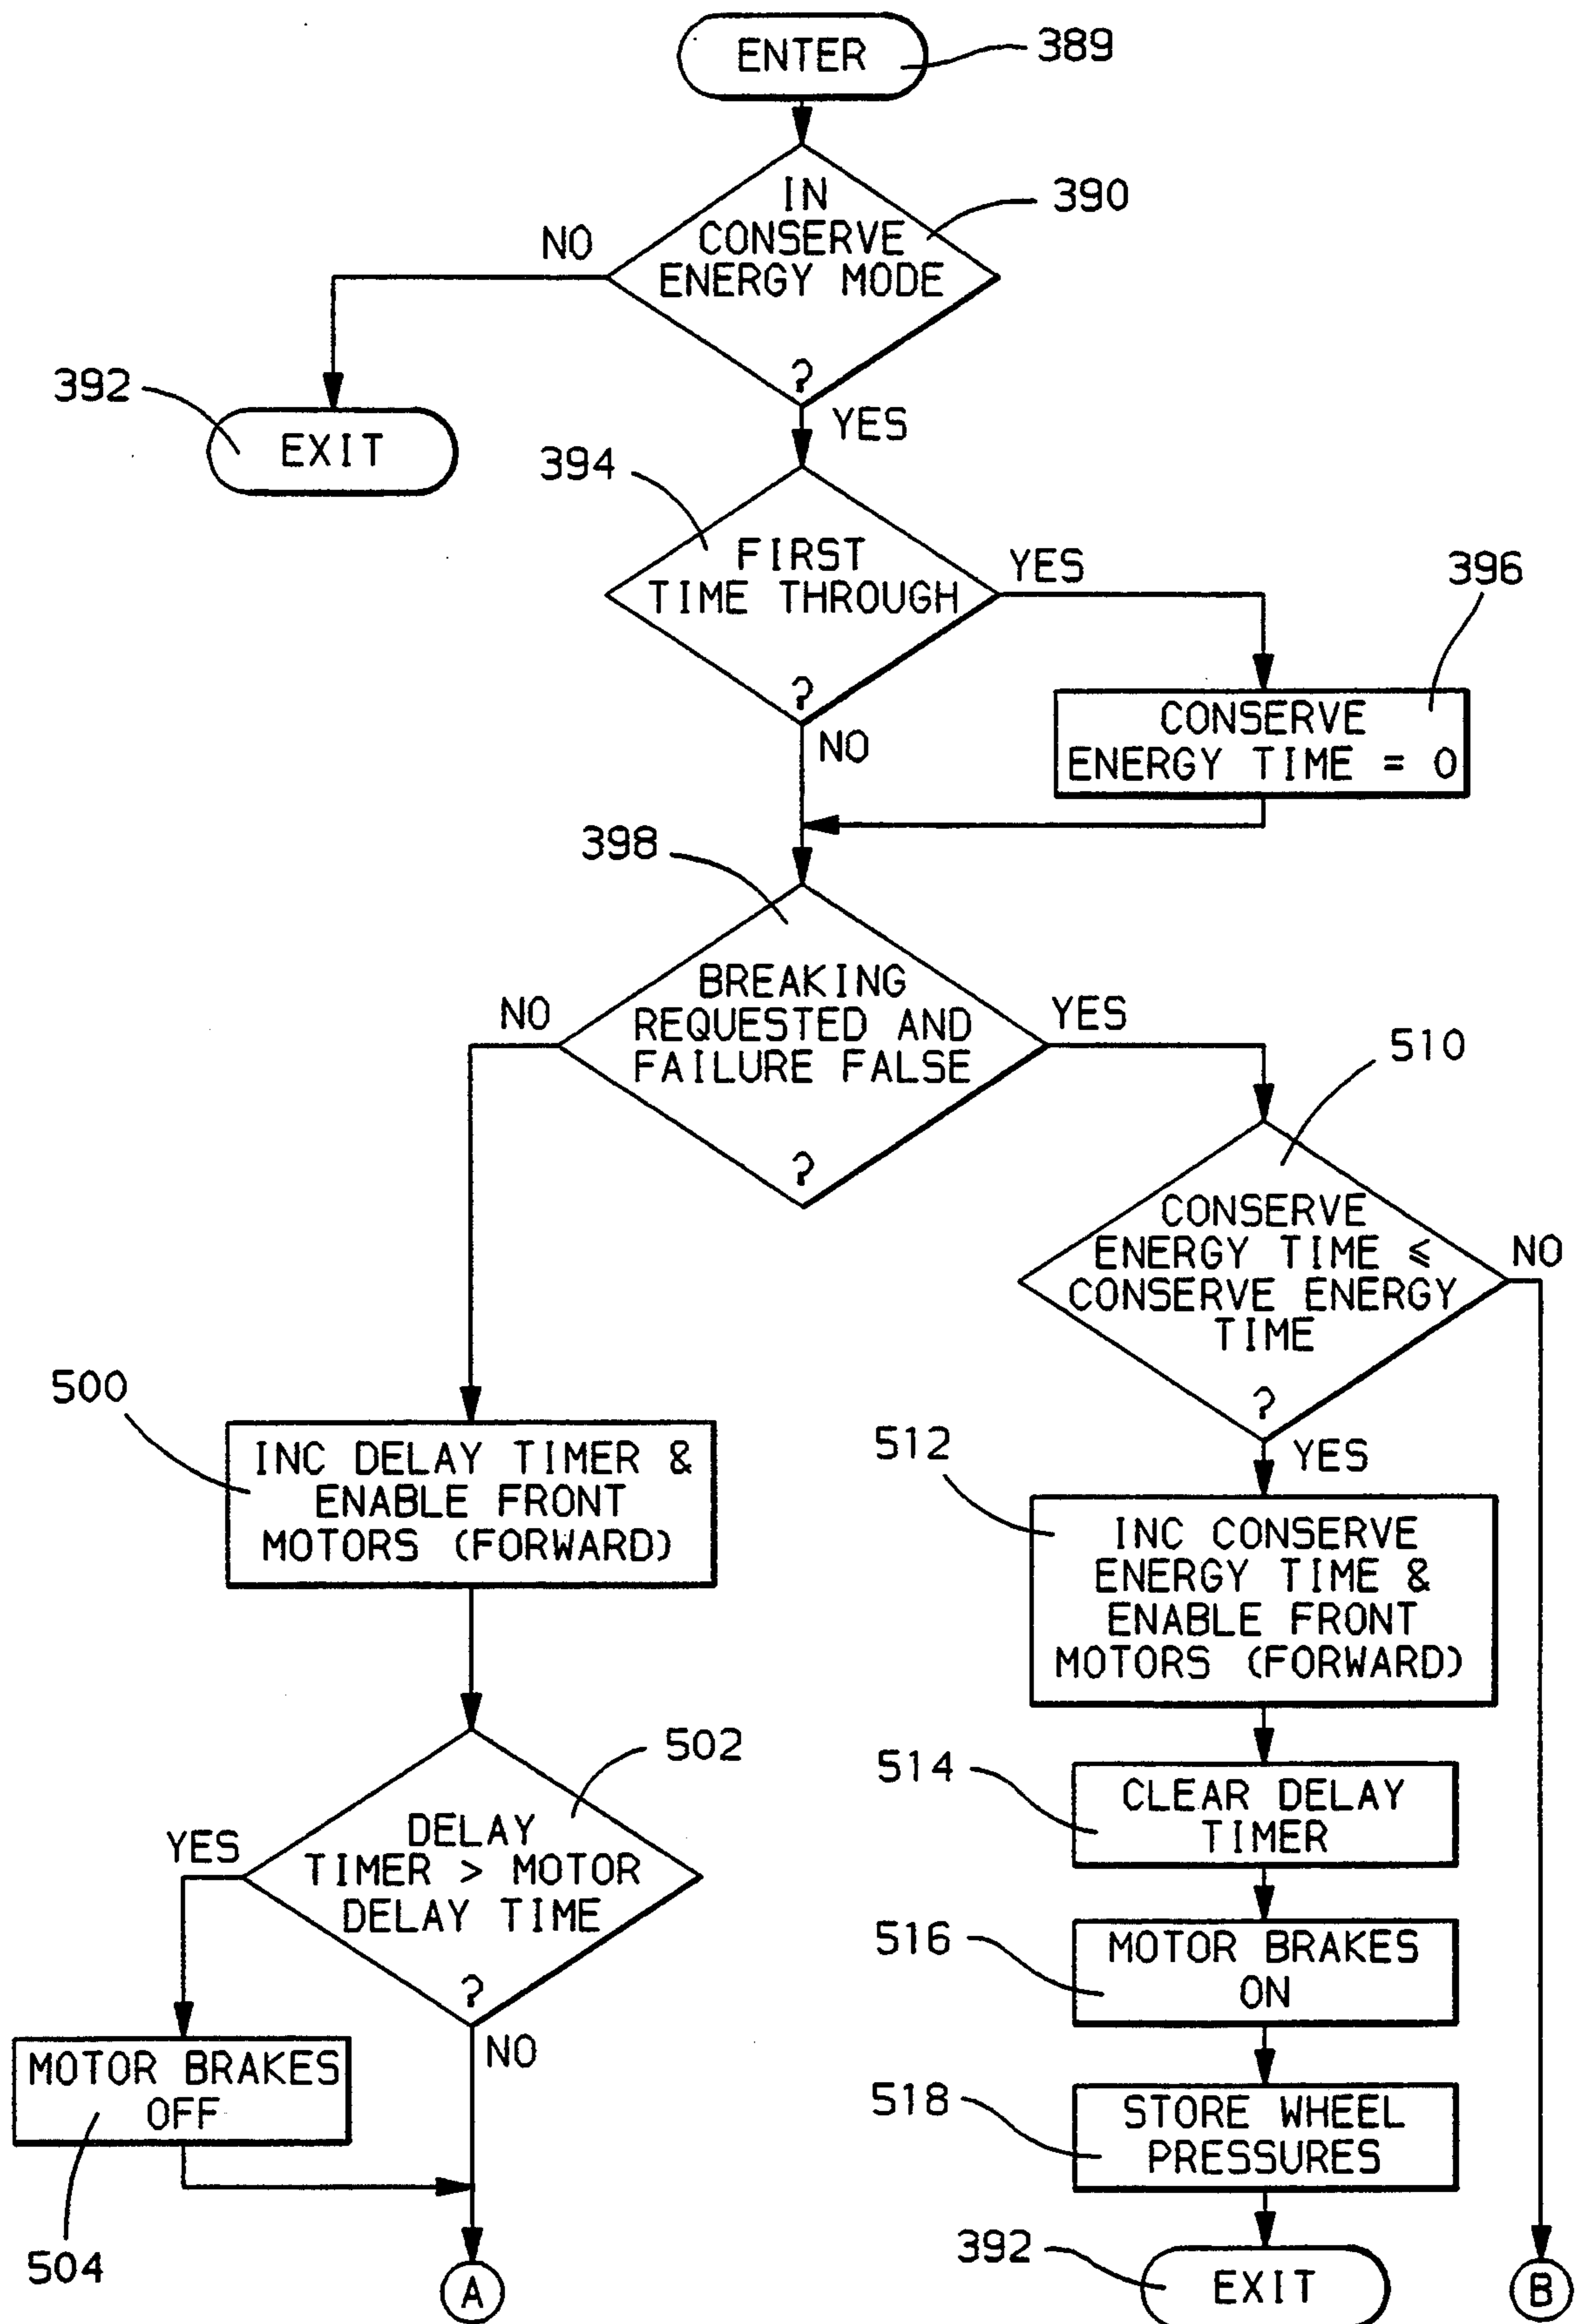 ENTER
389
IN
CONSERVE
ENERGY MODE
?
390
NO
YES
392
EXIT
394
FIRST
TIME THROUGH
?
YES
NO
396
CONSERVE
ENERGY TIME = 0
398
BREAKING
REQUESTED AND
FAILURE FALSE
?
NO
YES
510
CONSERVE
ENERGY TIME ≤
CONSERVE ENERGY
TIME
?
NO
YES
500
INC DELAY TIMER &
ENABLE FRONT
MOTORS (FORWARD)
512
INC CONSERVE
ENERGY TIME &
ENABLE FRONT
MOTORS (FORWARD)
502
DELAY
TIMER > MOTOR
DELAY TIME
?
YES
NO
514
CLEAR DELAY
TIMER
516
MOTOR BRAKES
ON
MOTOR BRAKES
OFF
504
518
STORE WHEEL
PRESSURES
A
392
EXIT
B